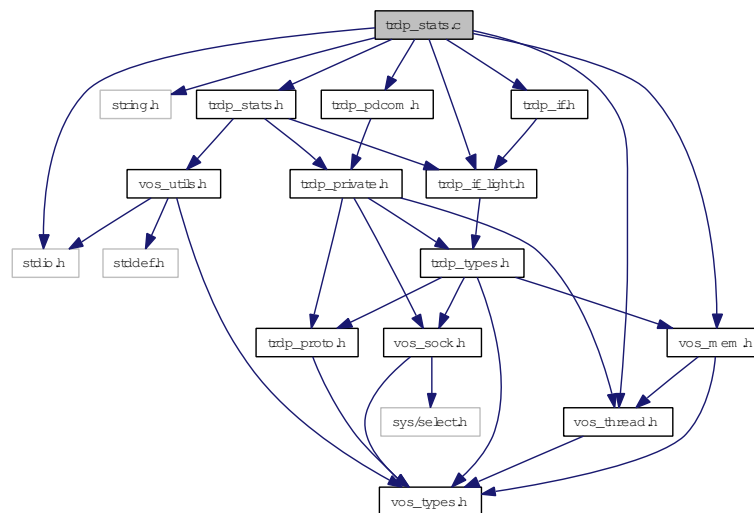 trdp_stats.c
string.h
trdp_stats.h
trdp_pdcom.h
trdp_if.h
vos_utils.h
trdp_private.h
trdp_if_light.h
stdio.h
stddef.h
trdp_types.h
trdp_proto.h
vos_sock.h
vos_mem.h
sys/select.h
vos_thread.h
vos_types.h